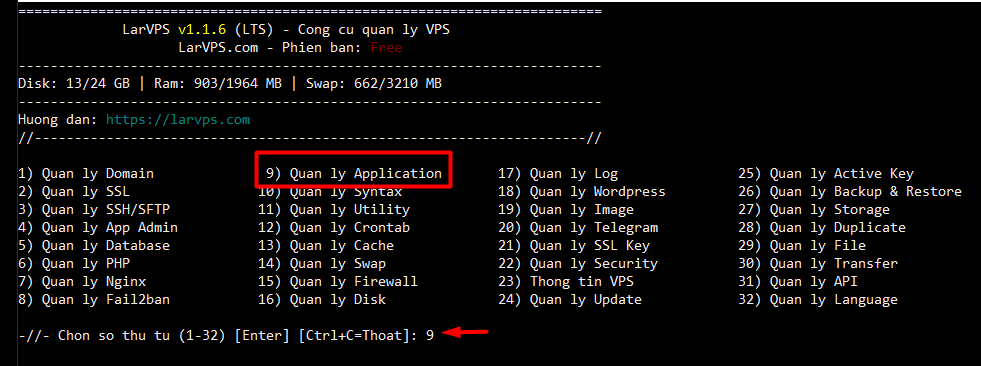 =========================================================================
LarVPS v1.1.6 (LTS) - Cong cu quan ly VPS
LarVPS.com - Phien ban: Free
-------------------------------------------------------------------------
Disk: 13/24 GB | Ram: 903/1964 MB | Swap: 662/3210 MB
-------------------------------------------------------------------------
Huong dan: https://larvps.com
//---------------------------------------------------------------------//
1) Quan ly Domain 9) Quan ly Application 17) Quan ly Log 25) Quan ly Active Key
2) Quan ly SSL 10) Quan ly Syntax 18) Quan ly Wordpress 26) Quan ly Backup & Restore
3) Quan ly SSH/SFTP 11) Quan ly Utility 19) Quan ly Image 27) Quan ly Storage
4) Quan ly App Admin 12) Quan ly Crontab 20) Quan ly Telegram 28) Quan ly Duplicate
5) Quan ly Database 13) Quan ly Cache 21) Quan ly SSL Key 29) Quan ly File
6) Quan ly PHP 14) Quan ly Swap 22) Quan ly Security 30) Quan ly Transfer
7) Quan ly Nginx 15) Quan ly Firewall 23) Thong tin VPS 31) Quan ly API
8) Quan ly Fail2ban 16) Quan ly Disk 24) Quan ly Update 32) Quan ly Language
-//- Chon so thu tu (1-32) [Enter] [Ctrl+C=Thoat]: 9